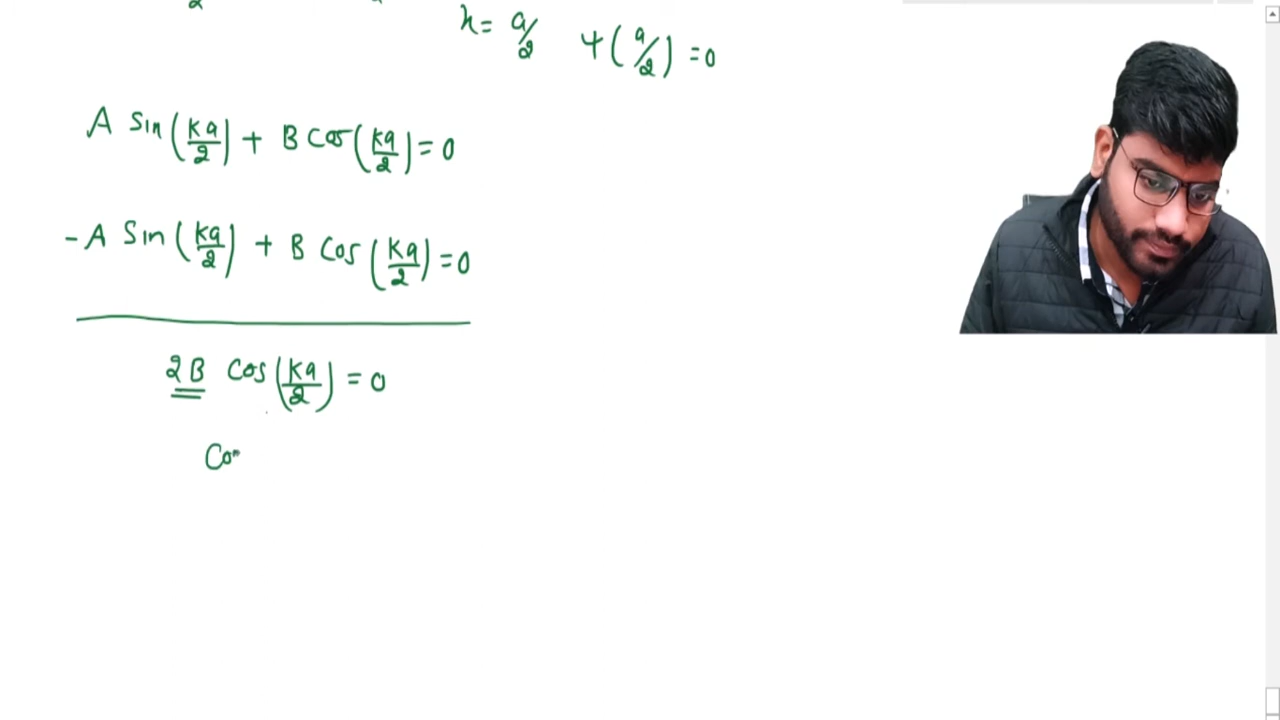 x = a/2 ψ(a/2) = 0
A Sin(Ka/2) + B Cos(Ka/2) = 0
-A Sin(Ka/2) + B Cos(Ka/2) = 0
2B Cos(Ka/2) = 0
Cos